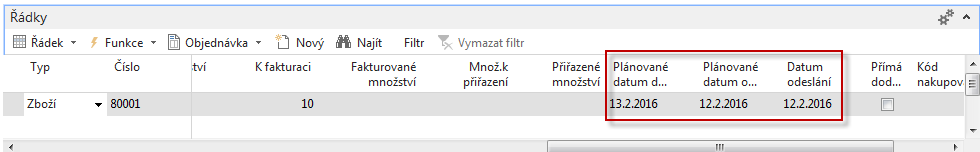 Řádky
Řádek Funkce Objednávka Nový Najít Filtr Vymazat filtr
Typ Číslo ství K fakturaci Fakturované množství Množ.k přiřazení Přiřazené množství Plánované datum d... Plánované datum o... Datum odeslání Přímá dod... Kód nakupov
Zboží 80001 10 13.2.2016 12.2.2016 12.2.2016